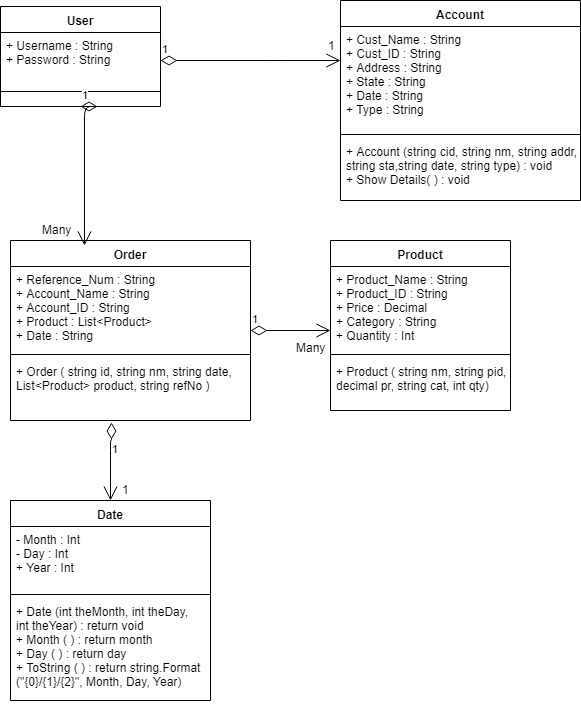 User
+ Username : String
+ Password : String
1
1
1
Account
+ Cust_Name : String
+ Cust_ID : String
+ Address : String
+ State : String
+ Date : String
+ Type : String
+ Account (string cid, string nm, string addr,
string sta,string date, string type) : void
+ Show Details( ) : void
Many
Order
+ Reference_Num : String
+ Account_Name : String
+ Account_ID : String
+ Product : List<Product>
+ Date : String
+ Order ( string id, string nm, string date,
List<Product> product, string refNo )
1
Many
Product
+ Product_Name : String
+ Product_ID : String
+ Price : Decimal
+ Category : String
+ Quantity : Int
+ Product ( string nm, string pid,
decimal pr, string cat, int qty)
1
1
Date
- Month : Int
- Day : Int
+ Year : Int
+ Date (int theMonth, int theDay,
int theYear) : return void
+ Month ( ) : return month
+ Day ( ) : return day
+ ToString ( ) : return string.Format
("{0}/{1}/{2}", Month, Day, Year)